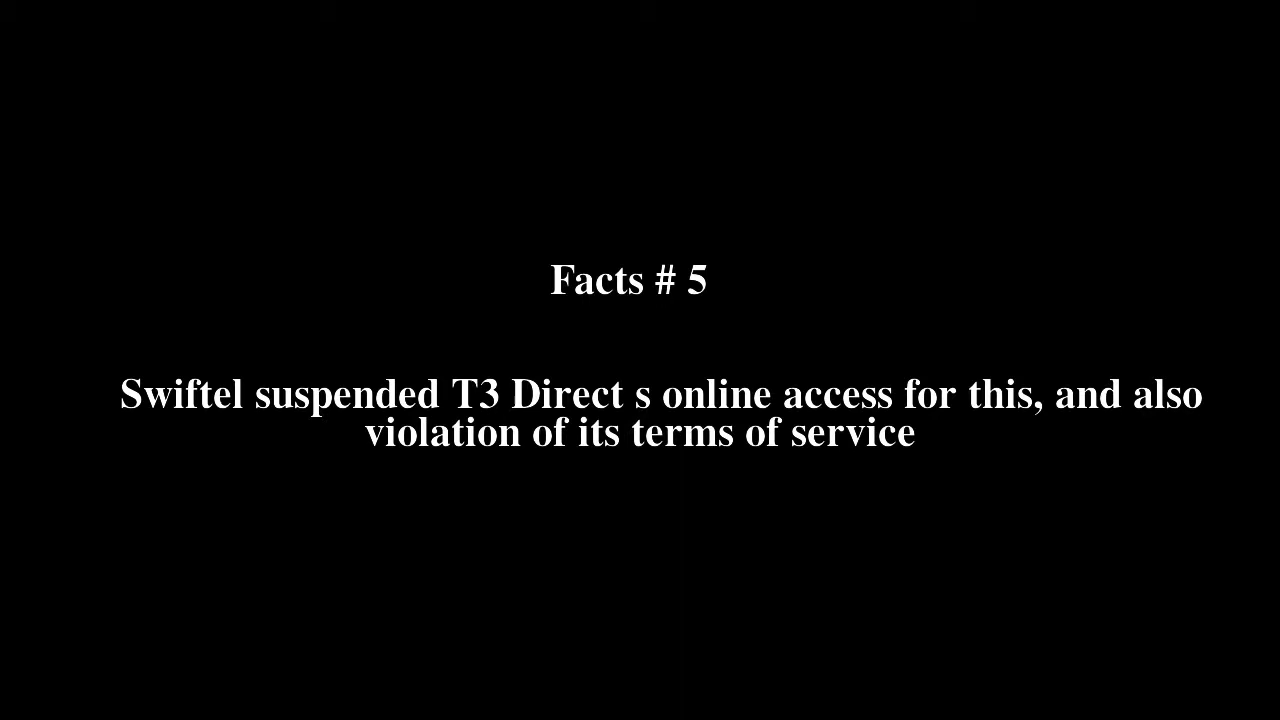 Facts # 5
Swiftel suspended T3 Direct s online access for this, and also
violation of its terms of service